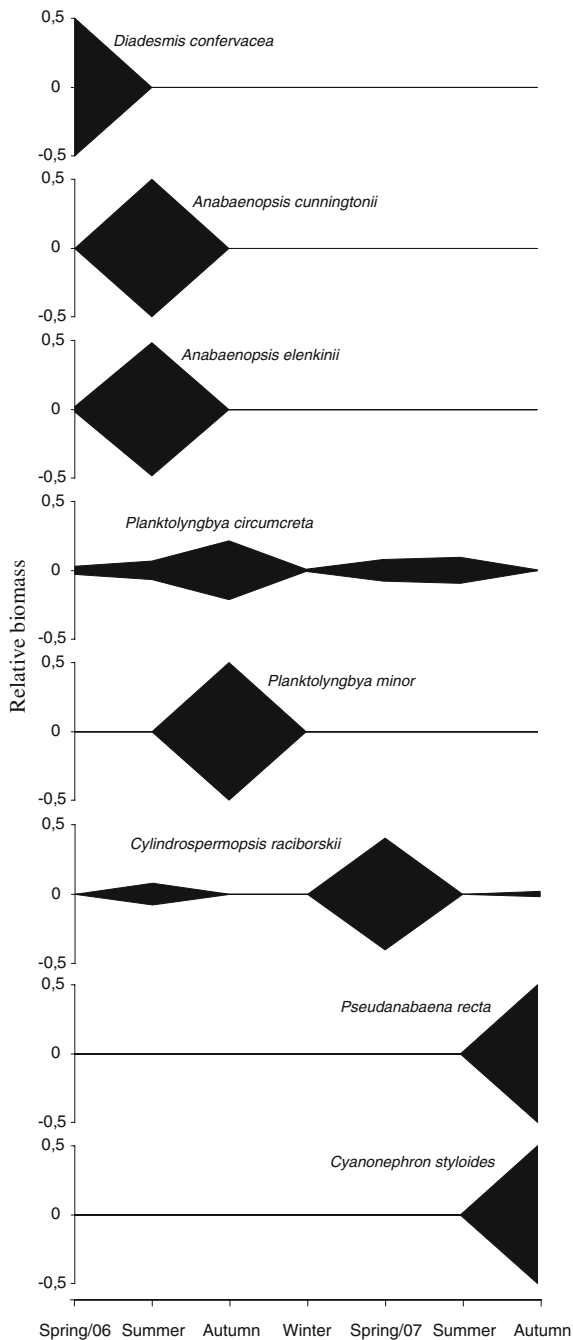 0,5
Diadesmis confervacea
0
-0,5
0,5
Anabaenopsis cunningtonii
0
-0,5
0,5
Anabaenopsis elenkinii
0
-0,5
0,5
Planktolyngbya circumcreta
0
-0,5
Relative biomass
0,5
Planktolyngbya minor
0
-0,5
0,5
Cylindrospermopsis raciborskii
0
-0,5
0,5
Pseudanabaena recta
0
-0,5
0,5
Cyanonephron styloides
0
-0,5
Spring/06 Summer Autumn Winter Spring/07 Summer Autumn